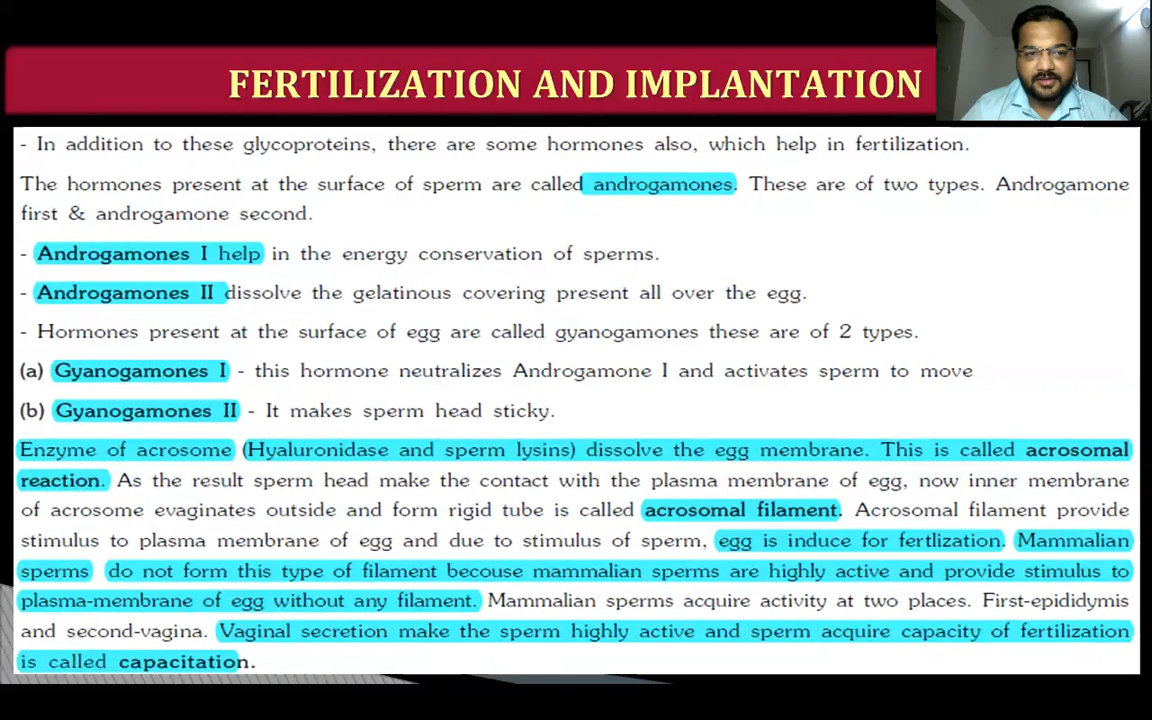 FERTILIZATION AND IMPLANTATION
- In addition to these glycoproteins, there are some hormones also, which help in fertilization.
The hormones present at the surface of sperm are called androgamones. These are of two types. Androgamone
first & androgamone second.
- Androgamones I help in the energy conservation of sperms.
- Androgamones II dissolve the gelatinous covering present all over the egg.
- Hormones present at the surface of egg are called gyanogamones these are of 2 types.
(a) Gyanogamones I - this hormone neutralizes Androgamone I and activates sperm to move
(b) Gyanogamones II - It makes sperm head sticky.
Enzyme of acrosome (Hyaluronidase and sperm lysins) dissolve the egg membrane. This is called acrosomal
reaction. As the result sperm head make the contact with the plasma membrane of egg, now inner membrane
of acrosome evaginates outside and form rigid tube is called acrosomal filament. Acrosomal filament provide
stimulus to plasma membrane of egg and due to stimulus of sperm, egg is induce for fertlization. Mammalian
sperms do not form this type of filament becouse mammalian sperms are highly active and provide stimulus to
plasma-membrane of egg without any filament. Mammalian sperms acquire activity at two places. First-epididymis
and second-vagina. Vaginal secretion make the sperm highly active and sperm acquire capacity of fertilization
is called capacitation.